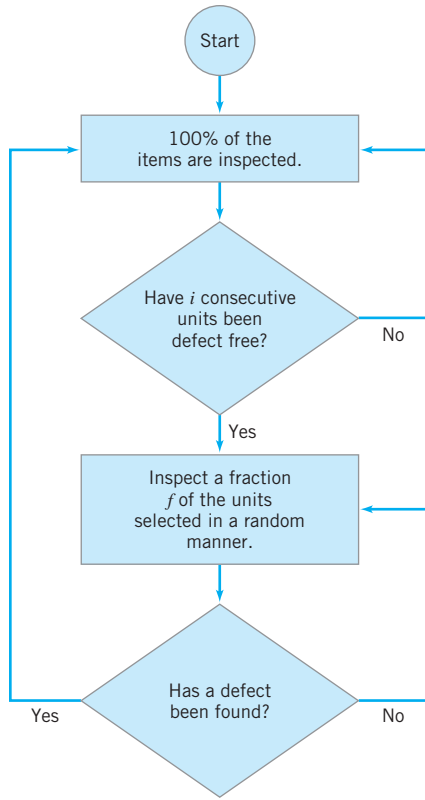 Start
100% of the
items are inspected.
Have i consecutive
units been
defect free?
No
Yes
Inspect a fraction
f of the units
selected in a random
manner.
Has a defect
been found?
Yes
No